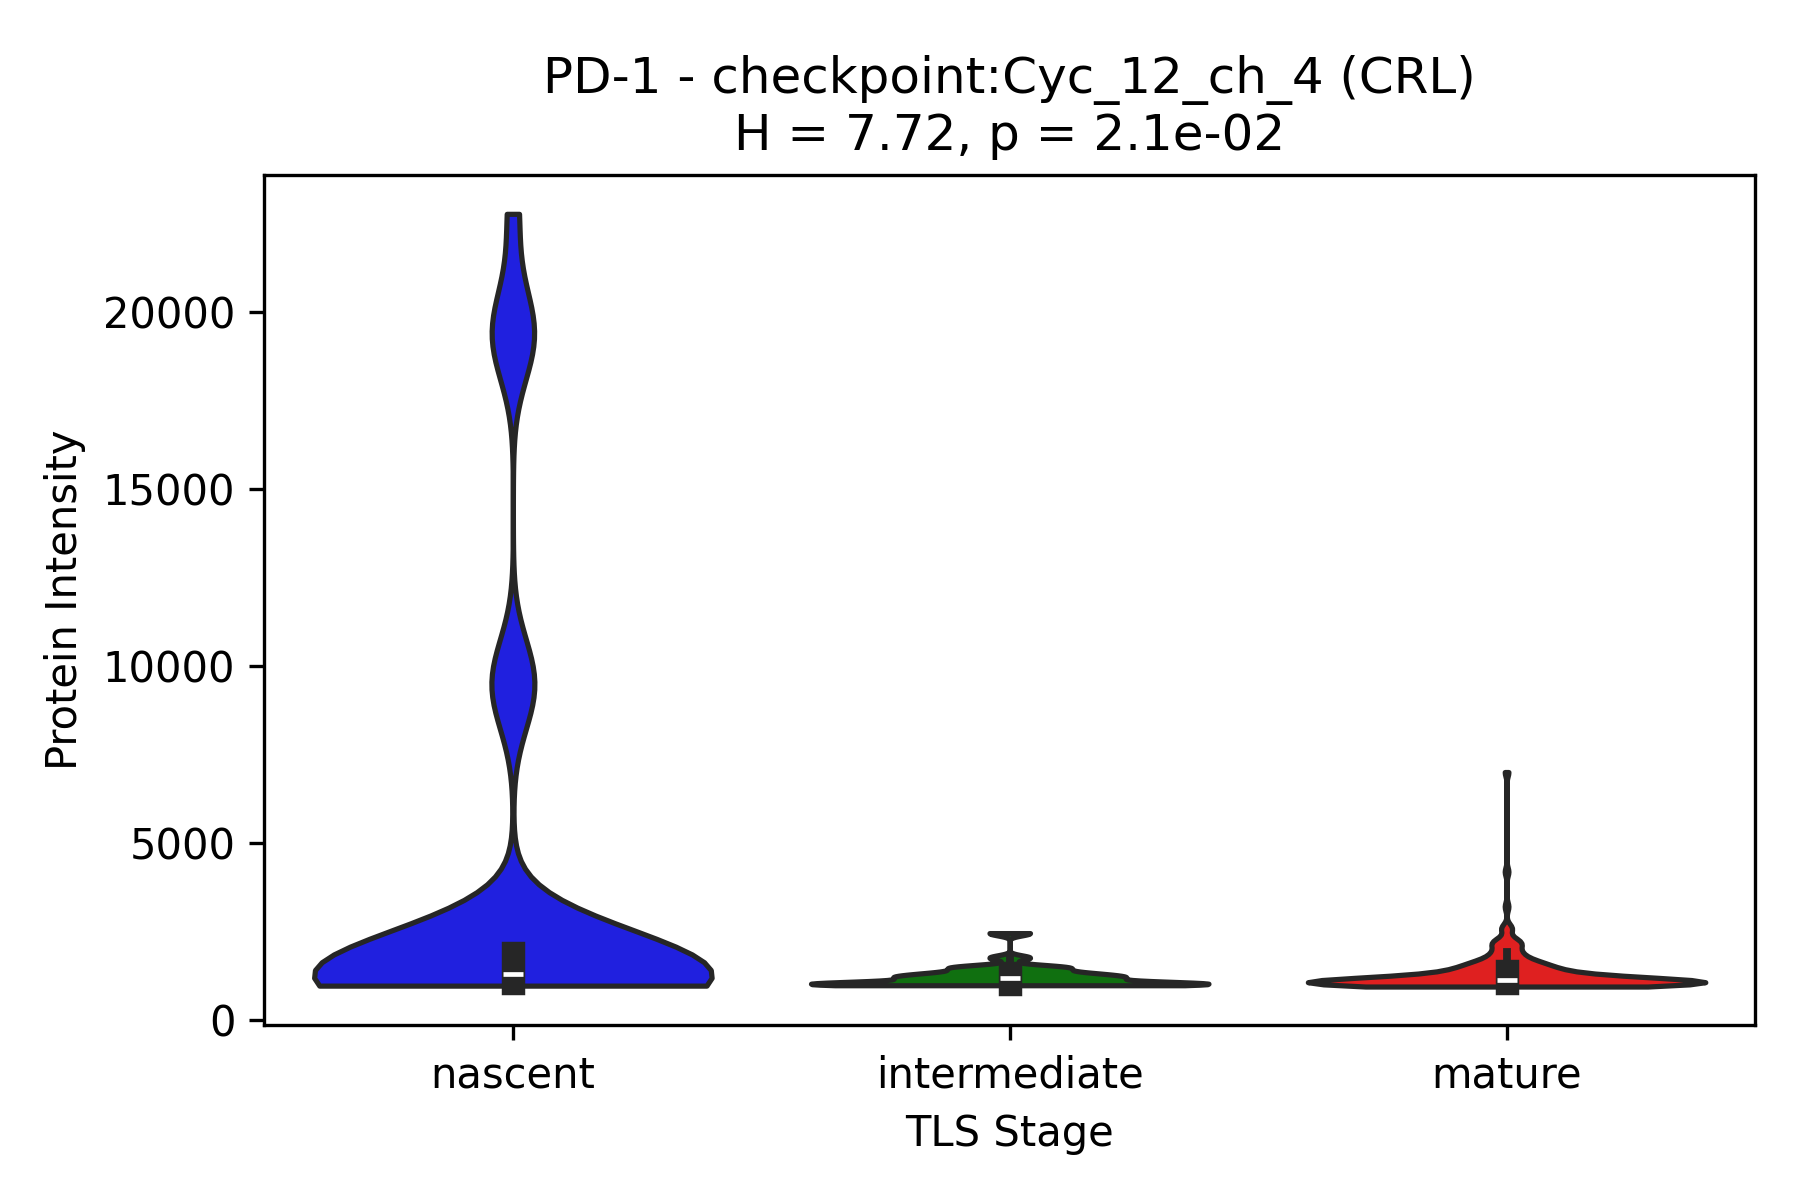 PD-1 - checkpoint:Cyc_12_ch_4 (CRL)
H = 7.72, p = 2.1e-02
Protein Intensity
20000
15000
10000
5000
0
nascent
intermediate
mature
TLS Stage